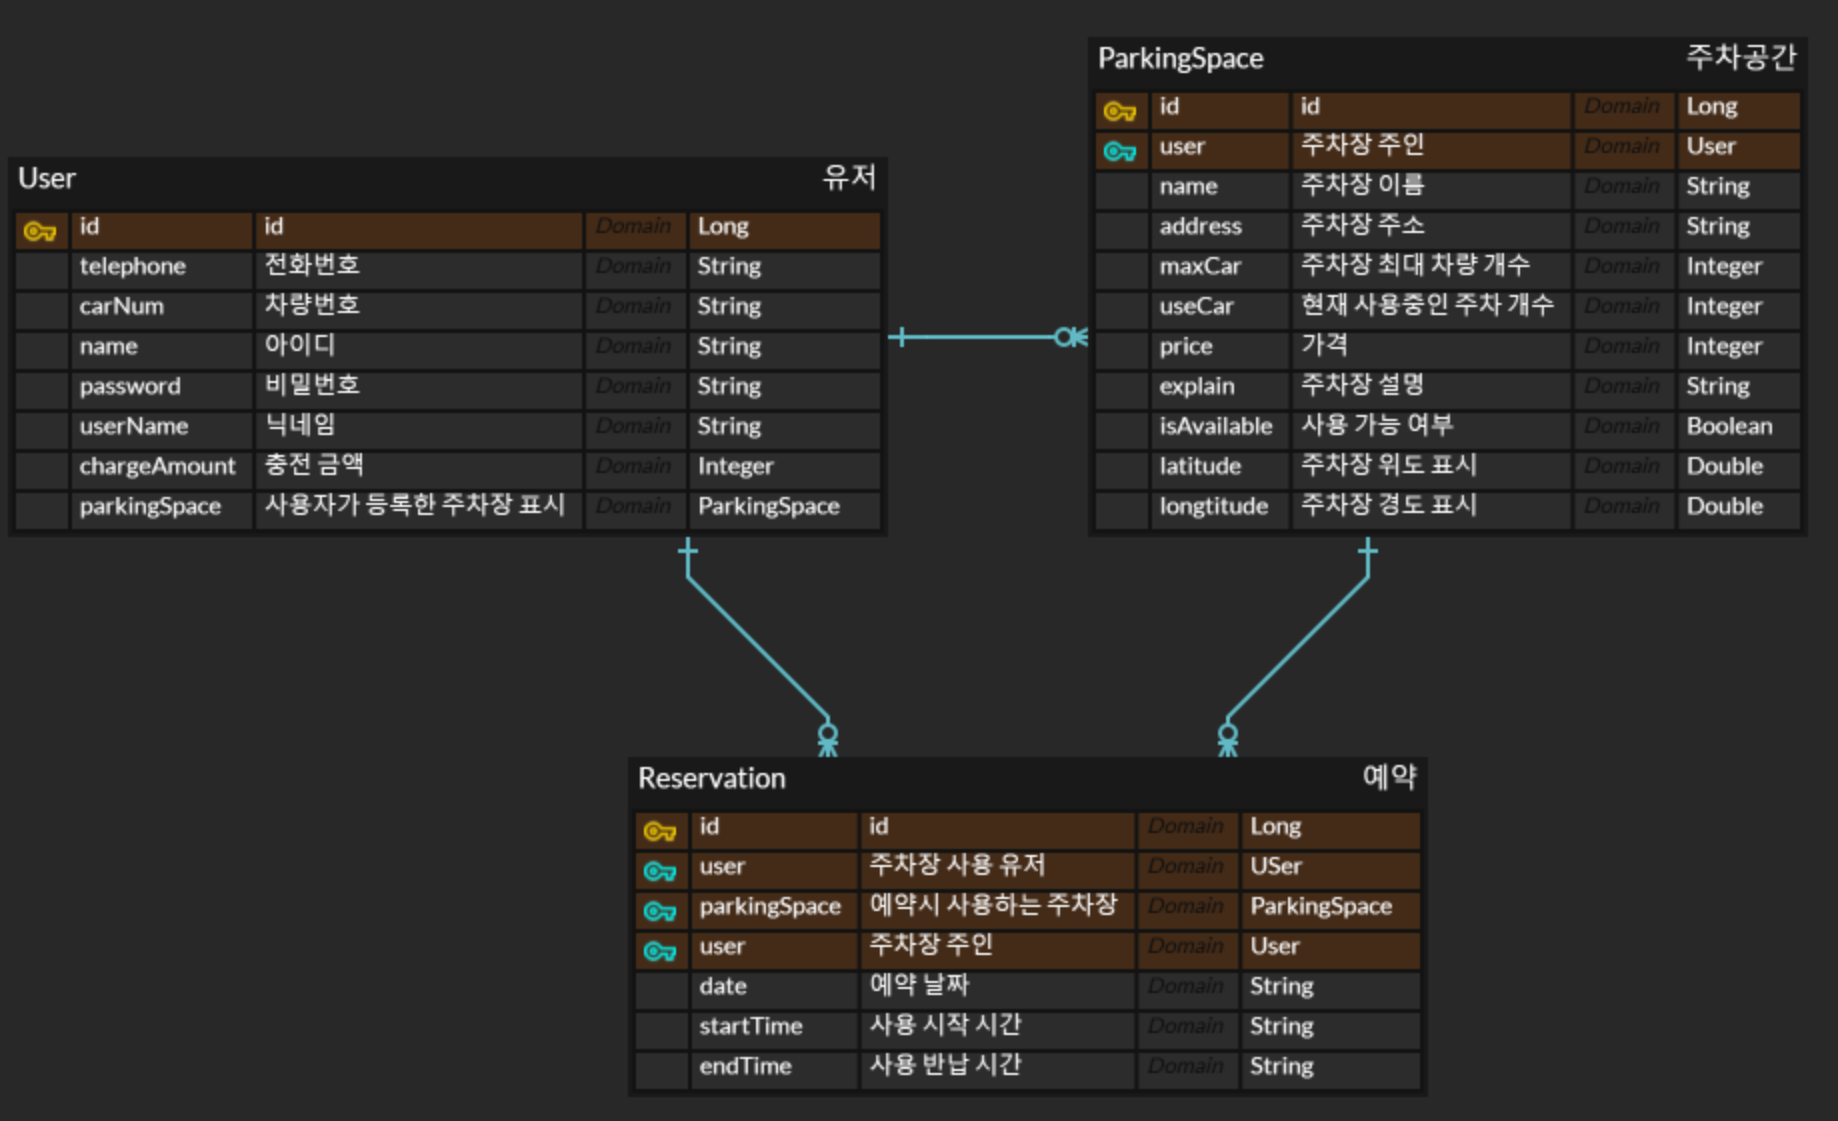 ParkingSpace 주차공간
id id Domain Long
user 주차장 주인 Domain User
name 주차장 이름 Domain String
address 주차장 주소 Domain String
maxCar 주차장 최대 차량 개수 Domain Integer
useCar 현재 사용중인 주차 개수 Domain Integer
price 가격 Domain Integer
explain 주차장 설명 Domain String
isAvailable 사용 가능 여부 Domain Boolean
latitude 주차장 위도 표시 Domain Double
longtitude 주차장 경도 표시 Domain Double
User 유저
id id Domain Long
telephone 전화번호 Domain String
carNum 차량번호 Domain String
name 아이디 Domain String
password 비밀번호 Domain String
userName 닉네임 Domain String
chargeAmount 충전 금액 Domain Integer
parkingSpace 사용자가 등록한 주차장 표시 Domain ParkingSpace
Reservation 예약
id id Domain Long
user 주차장 사용 유저 Domain USer
parkingSpace 예약시 사용하는 주차장 Domain ParkingSpace
user 주차장 주인 Domain User
date 예약 날짜 Domain String
startTime 사용 시작 시간 Domain String
endTime 사용 반납 시간 Domain String